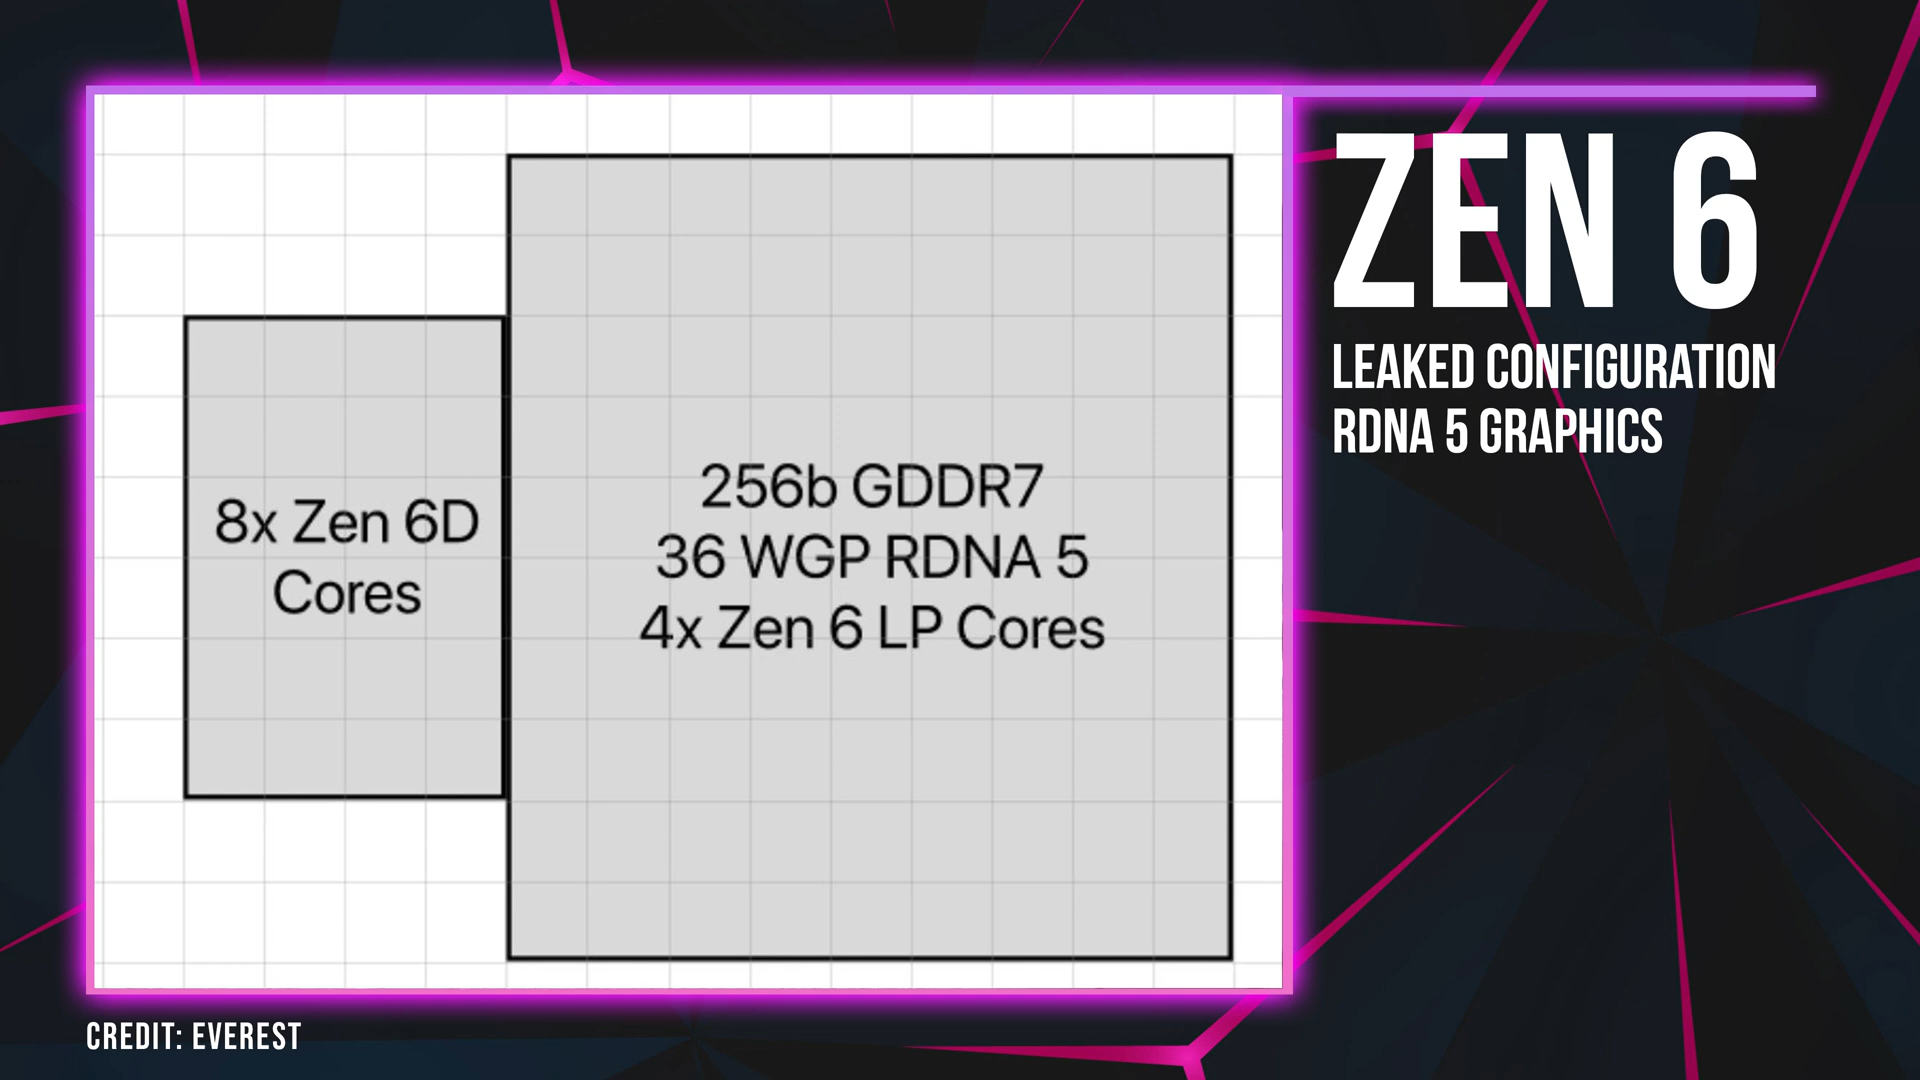 8x Zen 6D
Cores
256b GDDR7
36 WGP RDNA 5
4x Zen 6 LP Cores
ZEN 6
LEAKED CONFIGURATION
RDNA 5 GRAPHICS
CREDIT: EVEREST